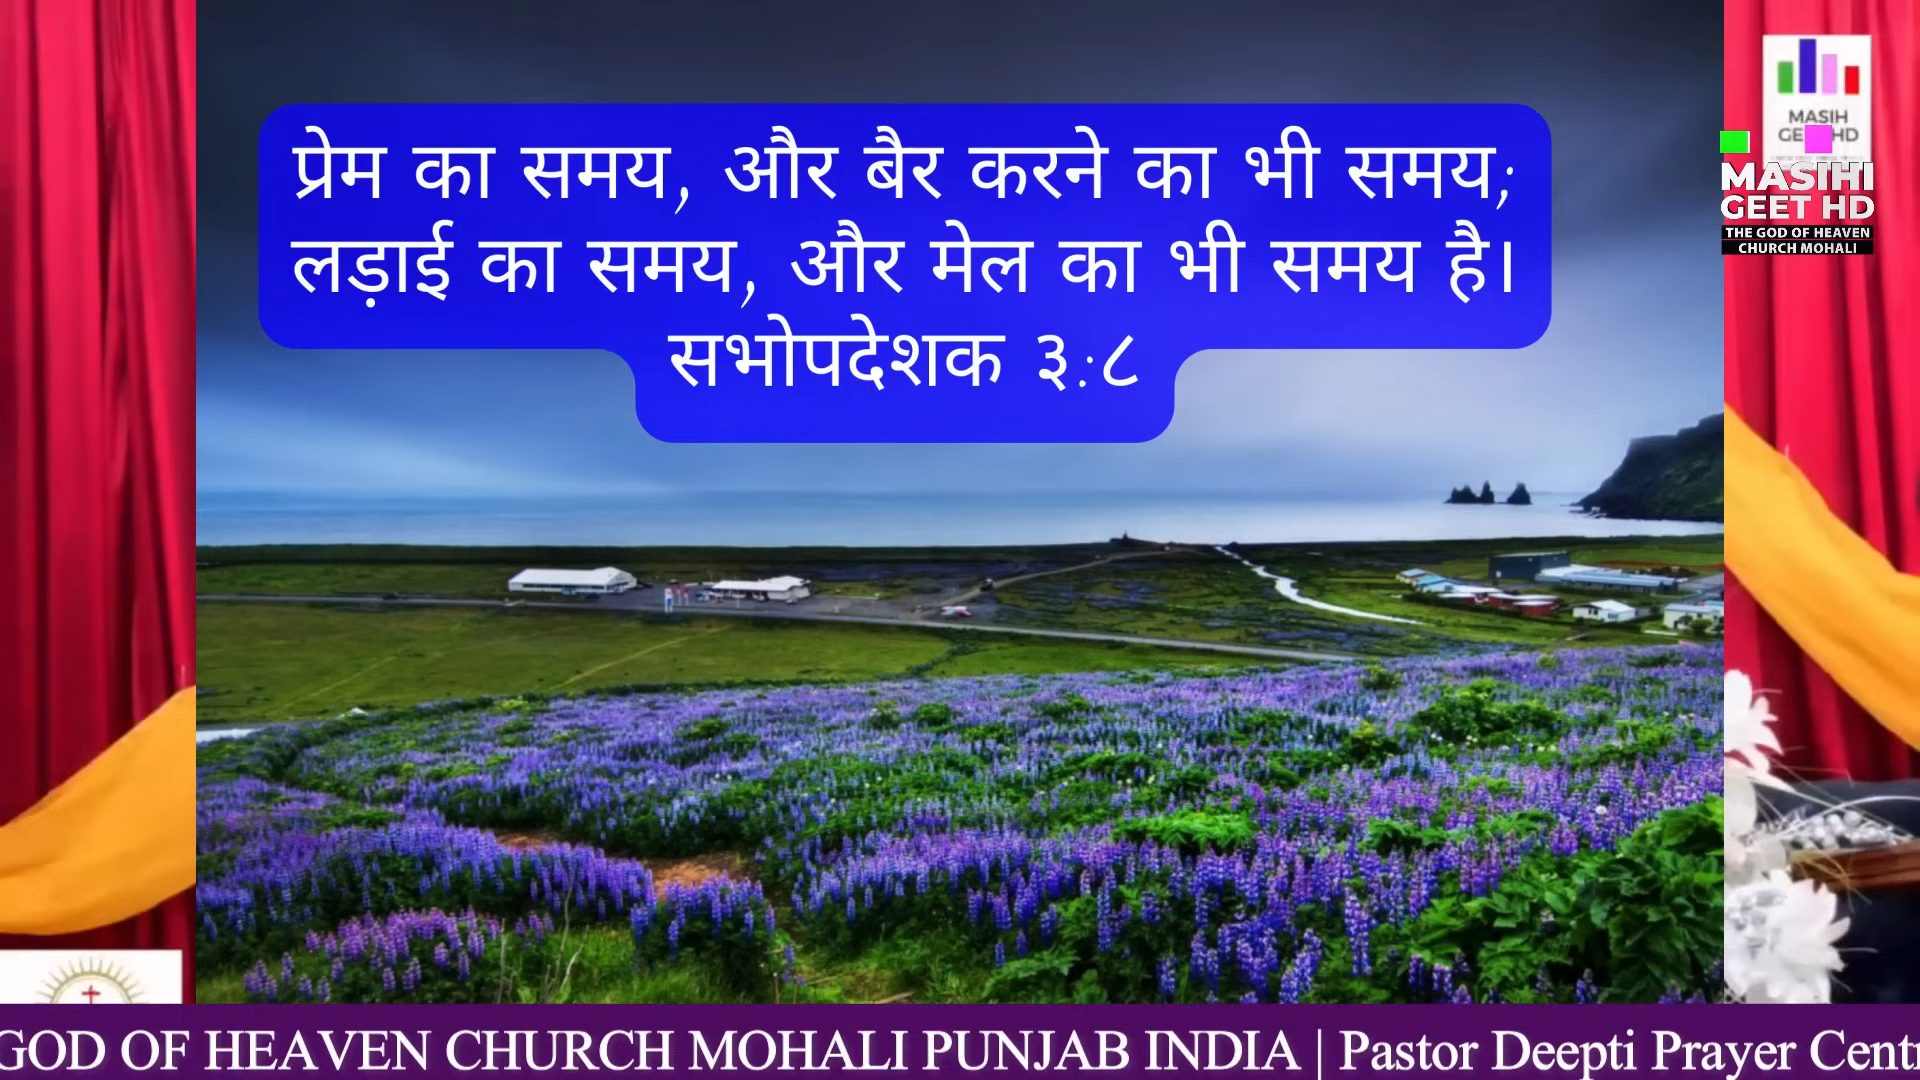 प्रेम का समय, और बैर करने का भी समय;
लड़ाई का समय, और मेल का भी समय है।
सभोपदेशक ३:८
MASIH
MASIHI
GEET HD
THE GOD OF HEAVEN
CHURCH MOHALI
GOD OF HEAVEN CHURCH MOHALI PUNJAB INDIA | Pastor Deepti Prayer